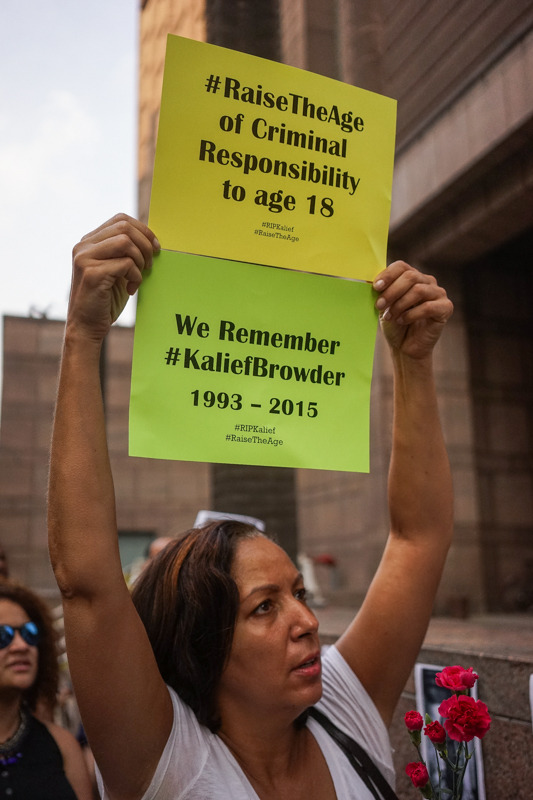 #RaiseTheAge
of Criminal
Responsibility
to age 18
#RIPKalief
#RaiseTheAge
We Remember
#KaliefBrowder
1993 – 2015
#RIPKalief
#RaiseTheAge